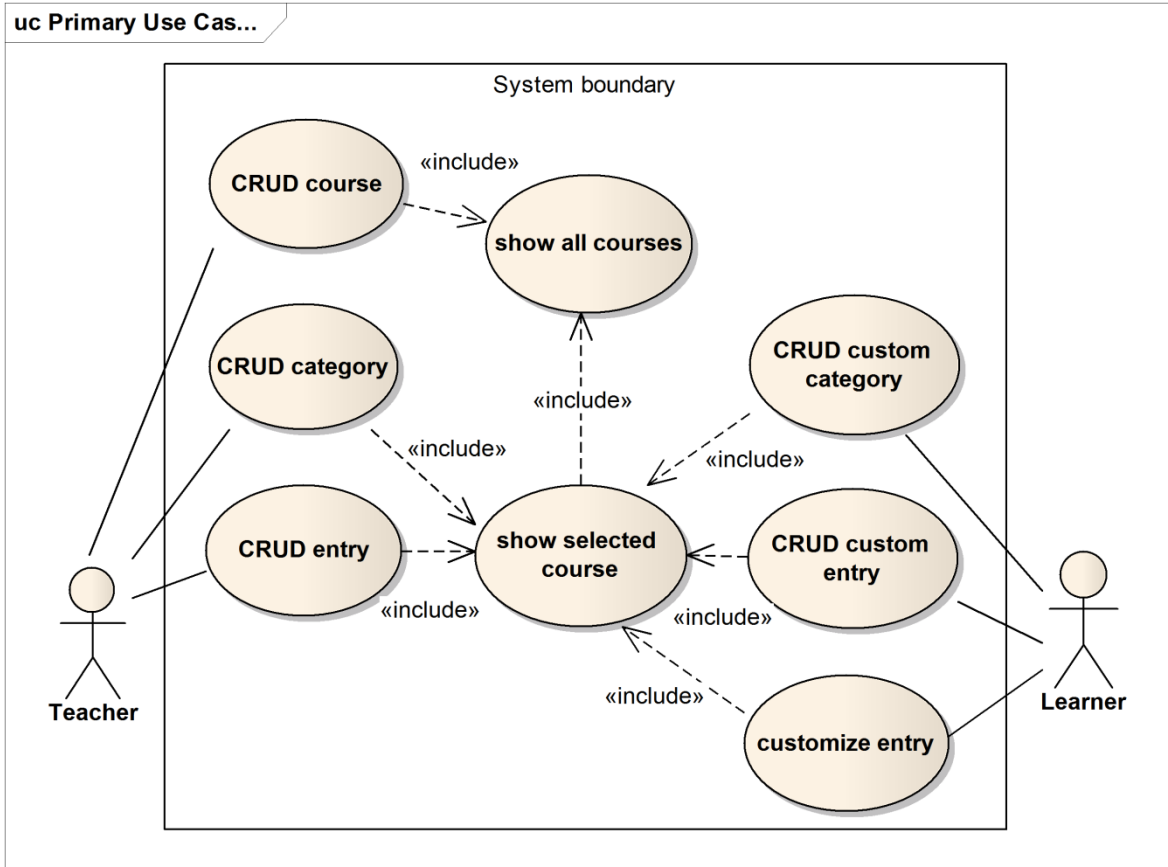 uc Primary Use Cas...
System boundary
CRUD course
«include»
show all courses
CRUD category
CRUD custom
category
«include»
«include»
«include»
CRUD entry
show selected
course
CRUD custom
entry
«include»
«include»
Teacher
Learner
«include»
customize entry